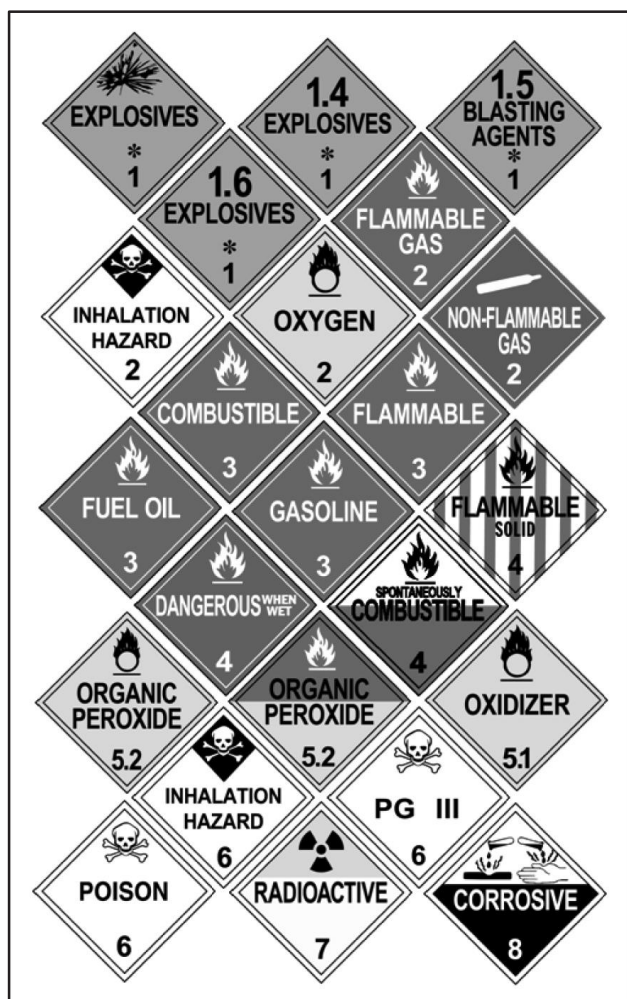 EXPLOSIVES
*
1
1.4
EXPLOSIVES
*
1
1.5
BLASTING
AGENTS
*
1
1.6
EXPLOSIVES
*
1
FLAMMABLE
GAS
2
INHALATION
HAZARD
2
OXYGEN
2
NON-FLAMMABLE
GAS
2
COMBUSTIBLE
3
FLAMMABLE
3
FUEL OIL
3
GASOLINE
3
FLAMMABLE
SOLID
4
DANGEROUS WHEN
WET
4
SPONTANEOUSLY
COMBUSTIBLE
4
ORGANIC
PEROXIDE
5.2
ORGANIC
PEROXIDE
5.2
OXIDIZER
5.1
INHALATION
HAZARD
6
PG III
6
POISON
6
RADIOACTIVE
7
CORROSIVE
8